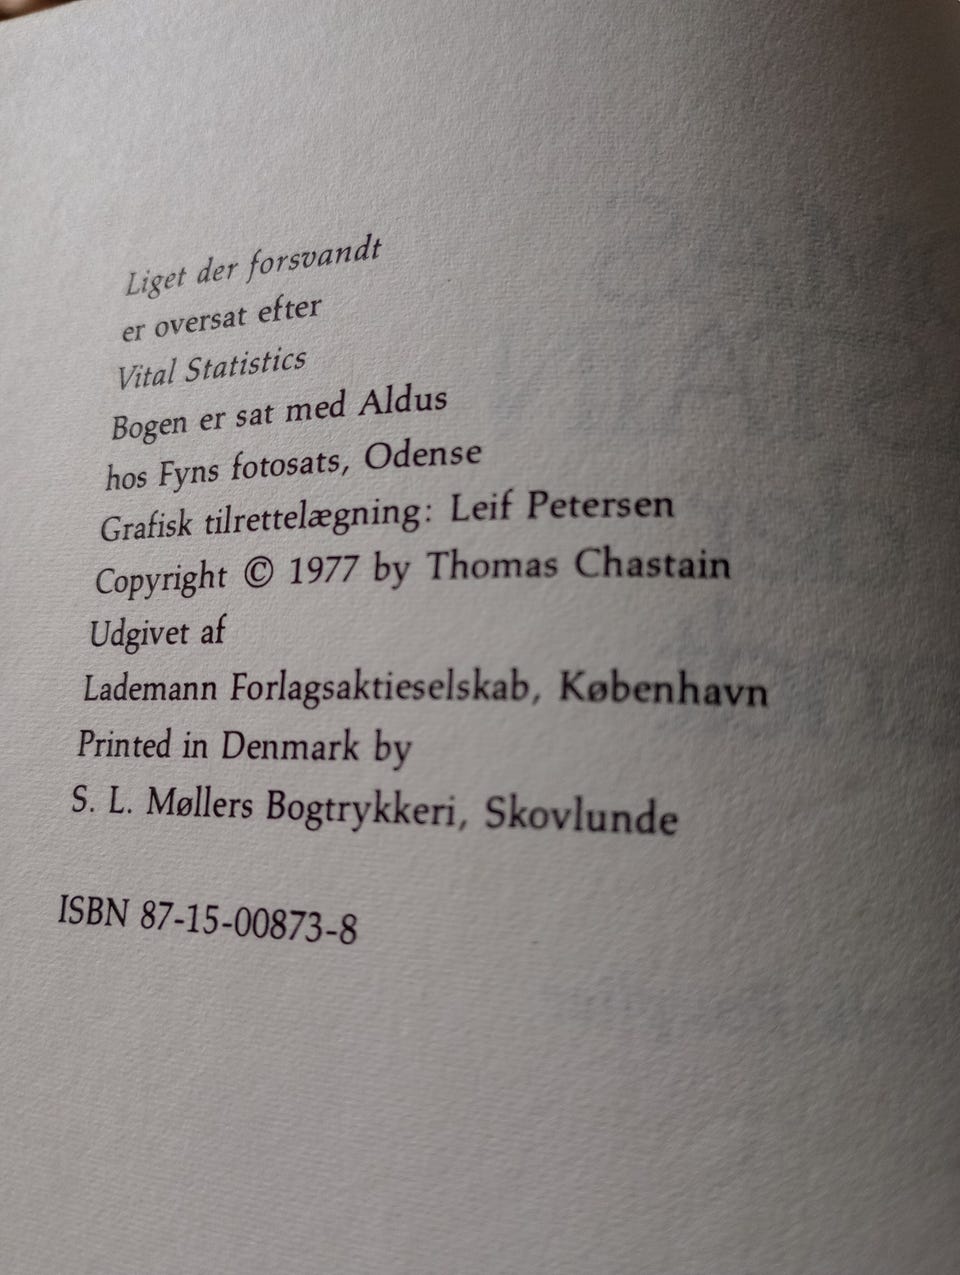 Liget der forsvandt
er oversat efter
Vital Statistics
Bogen er sat med Aldus
hos Fyns fotosats, Odense
Grafisk tilrettelægning: Leif Petersen
Copyright © 1977 by Thomas Chastain
Udgivet af
Lademann Forlagsaktieselskab, København
Printed in Denmark by
S. L. Møllers Bogtrykkeri, Skovlunde
ISBN 87-15-00873-8